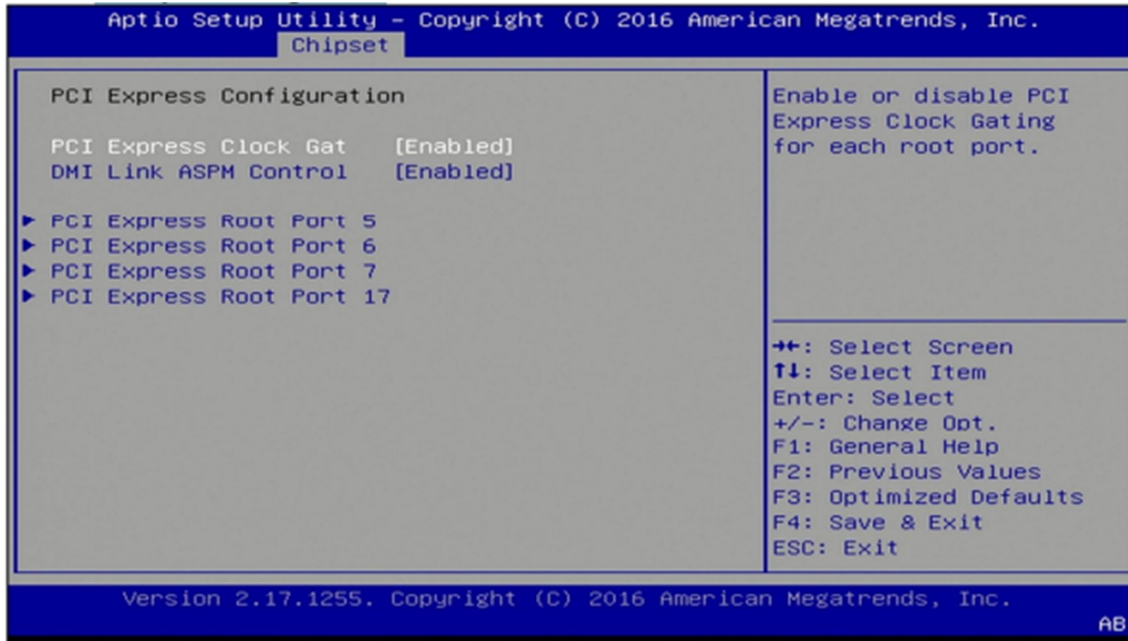 Aptio Setup Utility – Copyright (C) 2016 American Megatrends, Inc.
Chipset
PCI Express Configuration
PCI Express Clock Gat [Enabled]
DMI Link ASPM Control [Enabled]
► PCI Express Root Port 5
► PCI Express Root Port 6
► PCI Express Root Port 7
► PCI Express Root Port 17
Enable or disable PCI
Express Clock Gating
for each root port.
→←: Select Screen
↑↓: Select Item
Enter: Select
+/-: Change Opt.
F1: General Help
F2: Previous Values
F3: Optimized Defaults
F4: Save & Exit
ESC: Exit
Version 2.17.1255. Copyright (C) 2016 American Megatrends, Inc.
AB